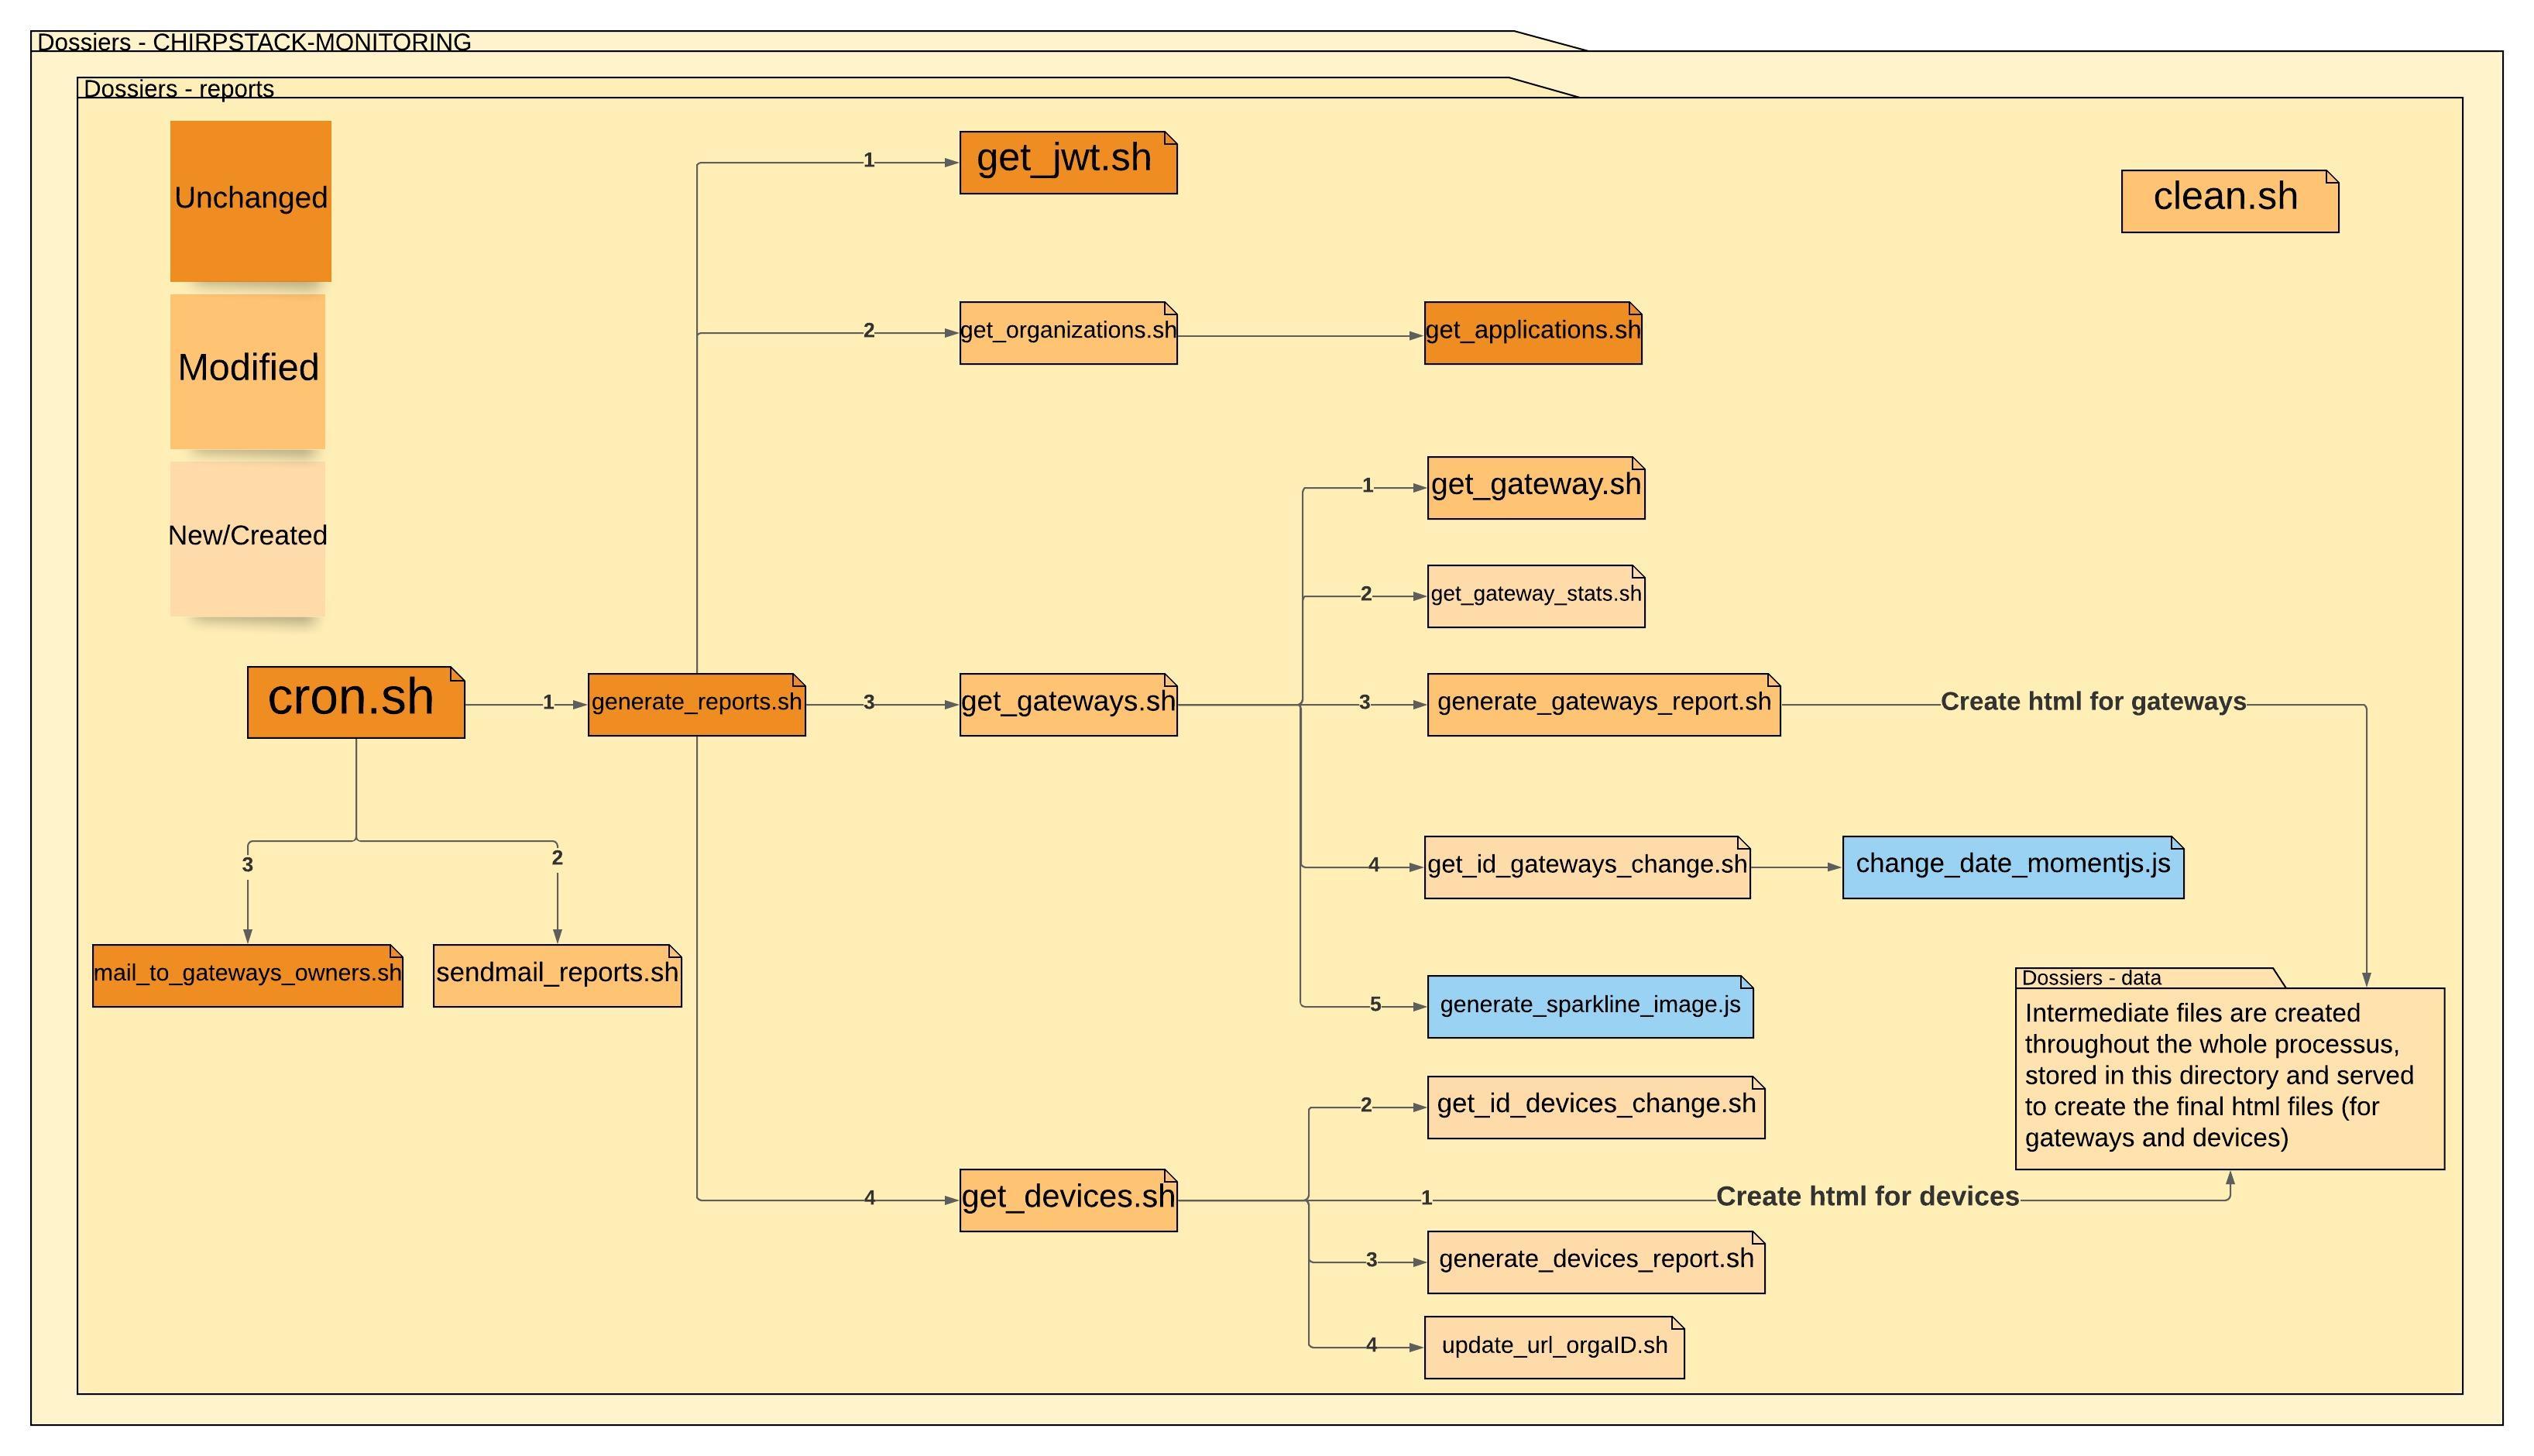 Dossiers - CHIRPSTACK-MONITORING
Dossiers - reports
Unchanged
Modified
New/Created
get_jwt.sh
1
clean.sh
2
get_organizations.sh
get_applications.sh
1
get_gateway.sh
2
get_gateway_stats.sh
cron.sh
1
generate_reports.sh
3
get_gateways.sh
3
generate_gateways_report.sh
Create html for gateways
3
2
4
get_id_gateways_change.sh
change_date_momentjs.js
mail_to_gateways_owners.sh
sendmail_reports.sh
5
generate_sparkline_image.js
Dossiers - data
Intermediate files are created
throughout the whole processus,
stored in this directory and served
to create the final html files (for
gateways and devices)
2
get_id_devices_change.sh
4
get_devices.sh
1
Create html for devices
3
generate_devices_report.sh
4
update_url_orgaID.sh